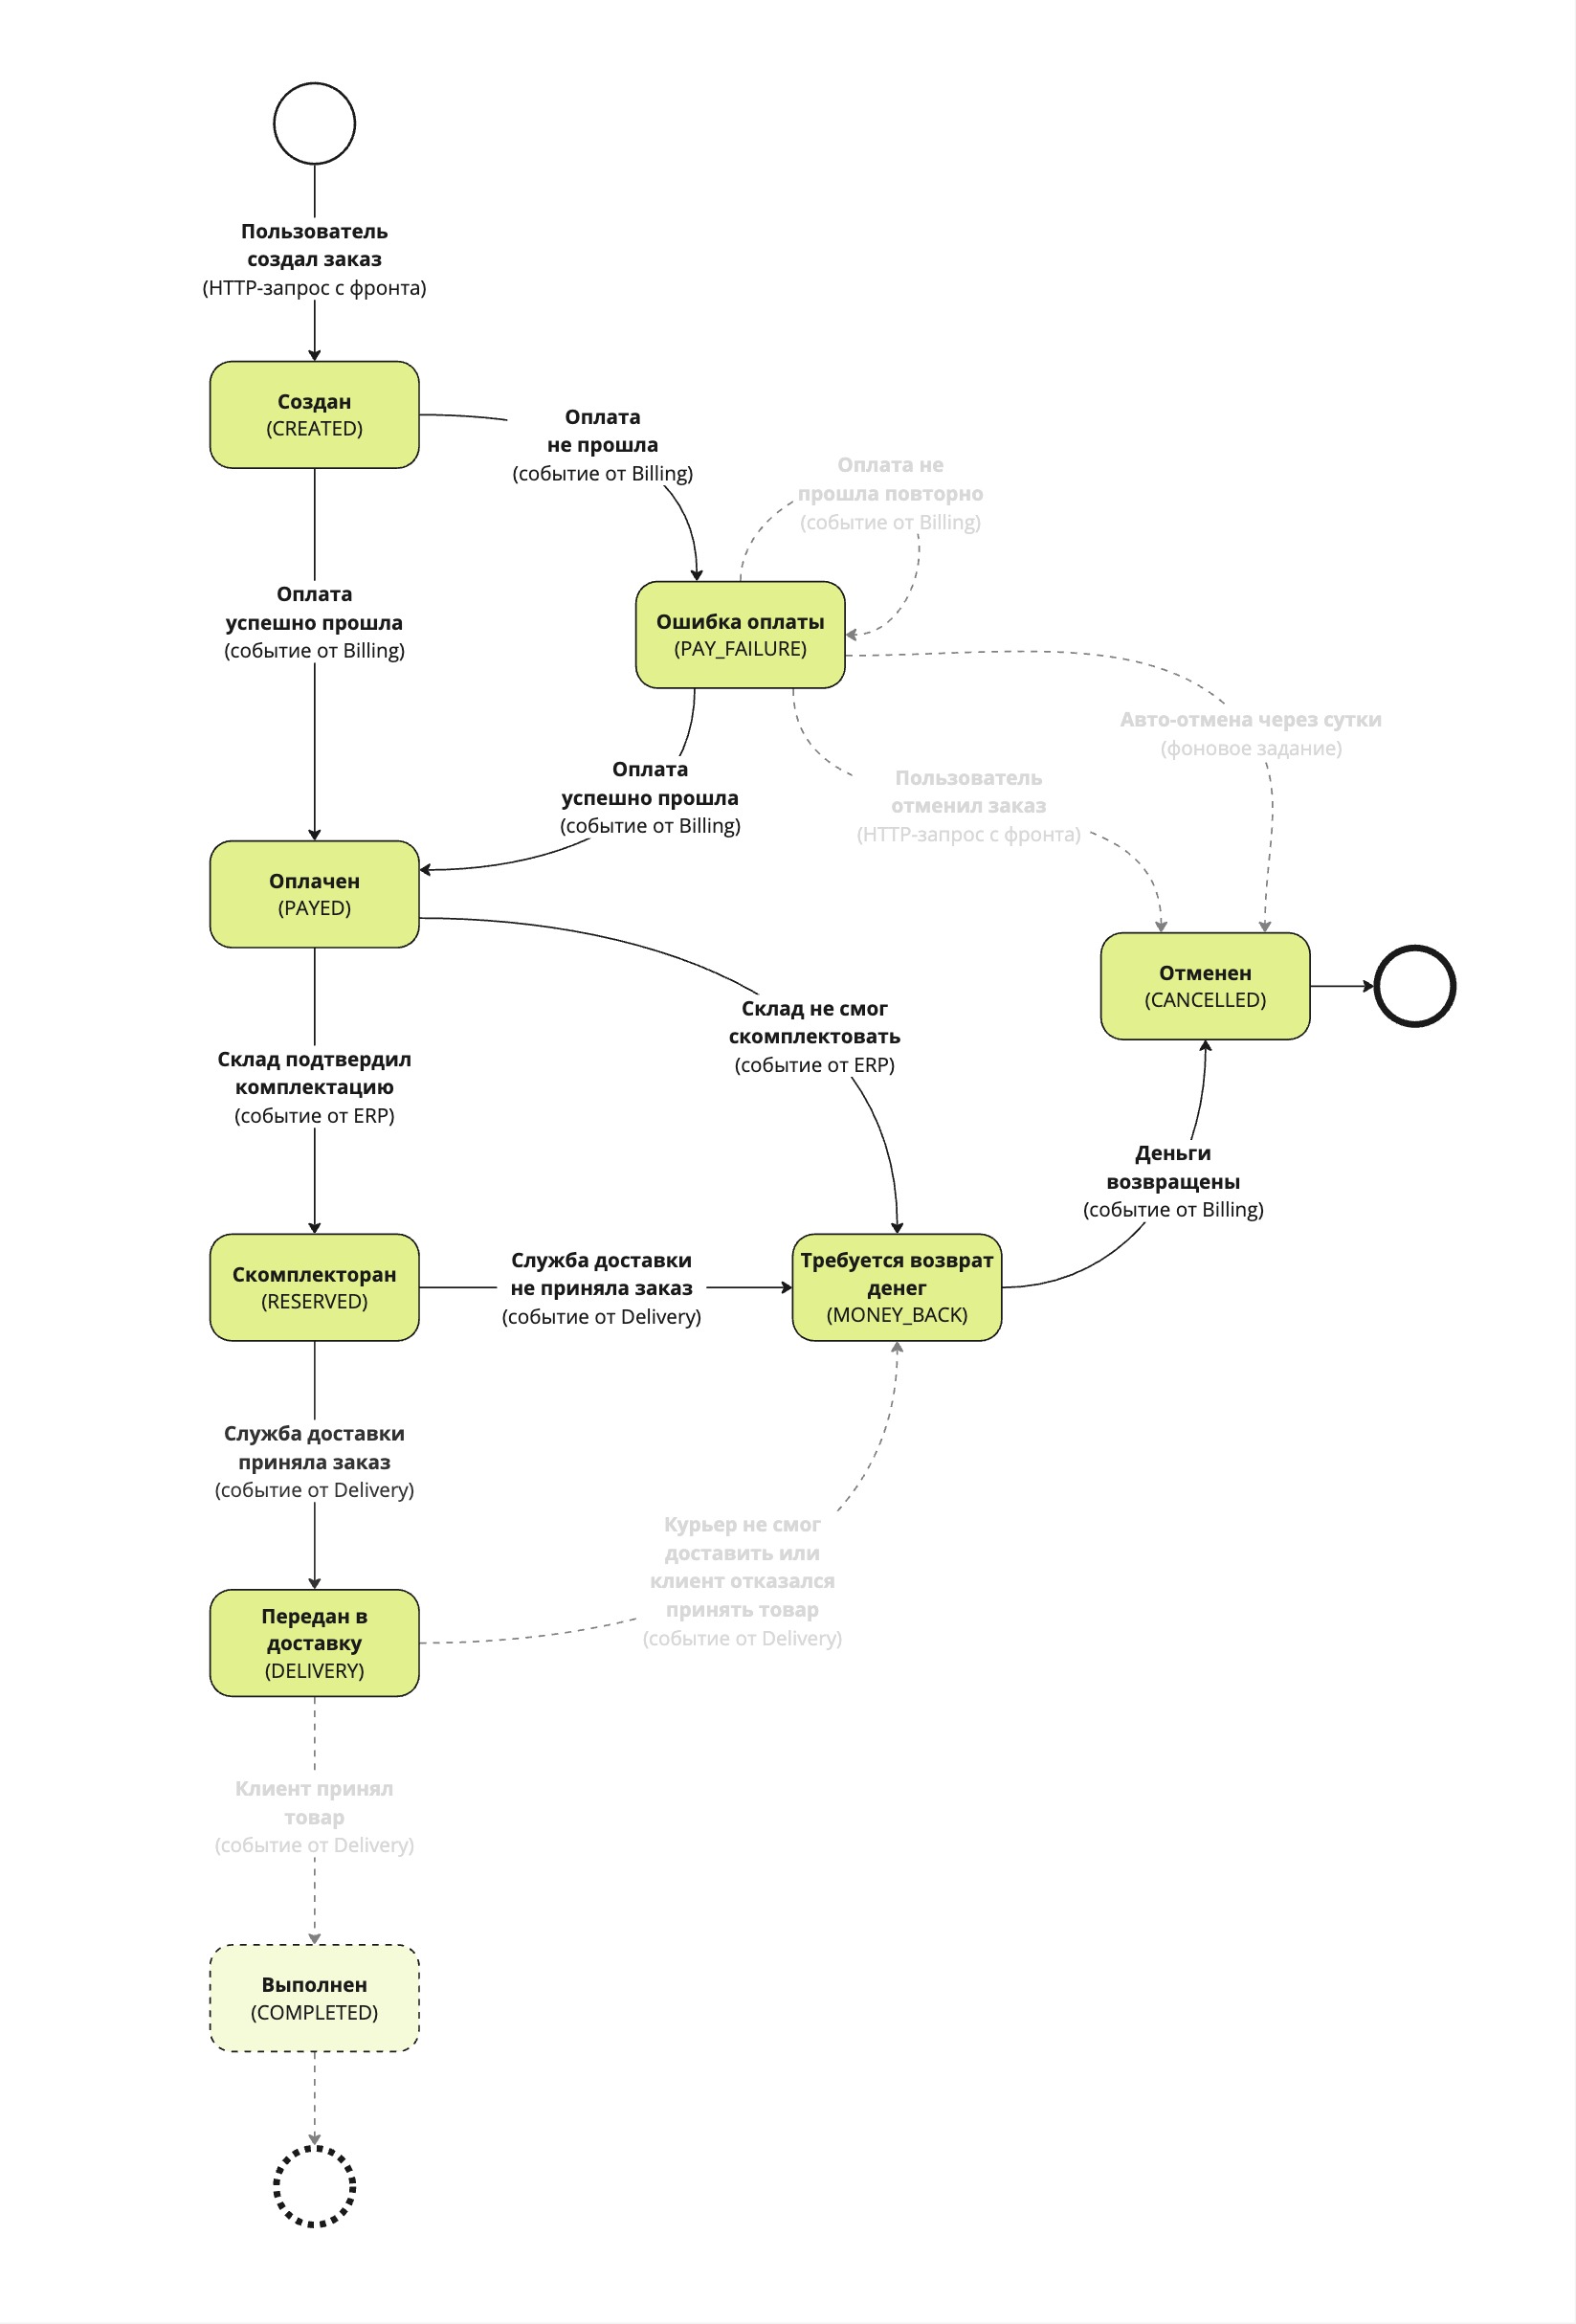 Пользователь
создал заказ
(HTTP-запрос с фронта)
Создан
(CREATED)
Оплата
не прошла
(событие от Billing)
Оплата не
прошла повторно
(событие от Billing)
Оплата
успешно прошла
(событие от Billing)
Ошибка оплаты
(PAY_FAILURE)
Авто-отмена через сутки
(фоновое задание)
Оплата
успешно прошла
(событие от Billing)
Пользователь
отменил заказ
(HTTP-запрос с фронта)
Оплачен
(PAYED)
Отменен
(CANCELLED)
Склад не смог
скомплектовать
(событие от ERP)
Склад подтвердил
комплектацию
(событие от ERP)
Деньги
возвращены
(событие от Billing)
Скомплекторан
(RESERVED)
Служба доставки
не приняла заказ
(событие от Delivery)
Требуется возврат
денег
(MONEY_BACK)
Служба доставки
приняла заказ
(событие от Delivery)
Курьер не смог
доставить или
клиент отказался
принять товар
(событие от Delivery)
Передан в
доставку
(DELIVERY)
Клиент принял
товар
(событие от Delivery)
Выполнен
(COMPLETED)